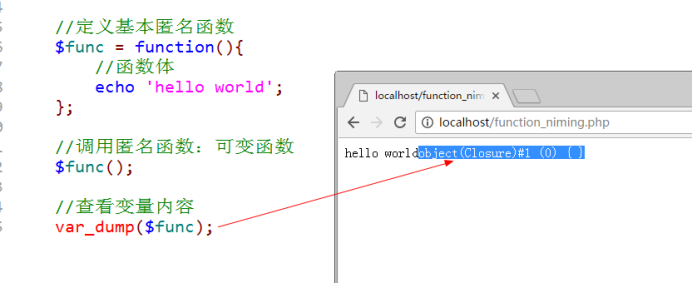 //定义基本匿名函数
$func = function(){
//函数体
echo 'hello world';
};
//调用匿名函数：可变函数
$func();
//查看变量内容
var_dump($func);
localhost/function_nim
localhost/function_niming.php
hello worldobject(Closure)#1 (0) { }